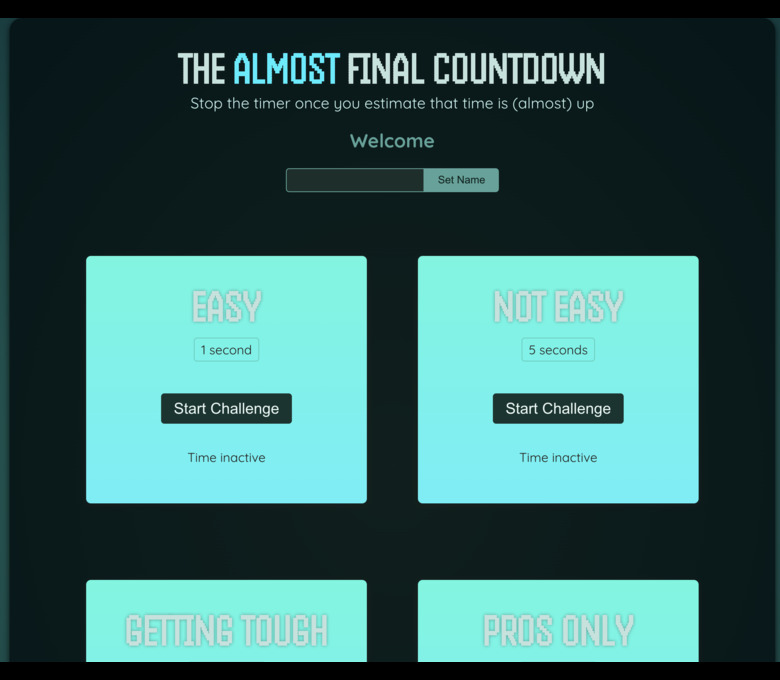 THE ALMOST FINAL COUNTDOWN
Stop the timer once you estimate that time is (almost) up
Welcome
Set Name
EASY
1 second
Start Challenge
Time inactive
NOT EASY
5 seconds
Start Challenge
Time inactive
GETTING TOUGH
PROS ONLY